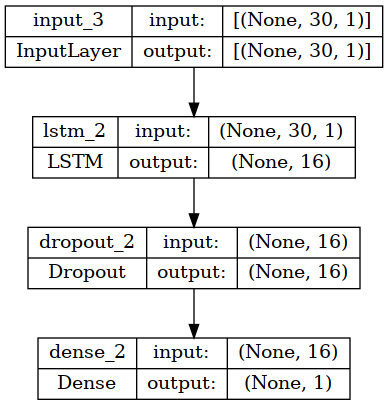 input_3 input: [(None, 30, 1)]
InputLayer output: [(None, 30, 1)]
lstm_2 input: (None, 30, 1)
LSTM output: (None, 16)
dropout_2 input: (None, 16)
Dropout output: (None, 16)
dense_2 input: (None, 16)
Dense output: (None, 1)